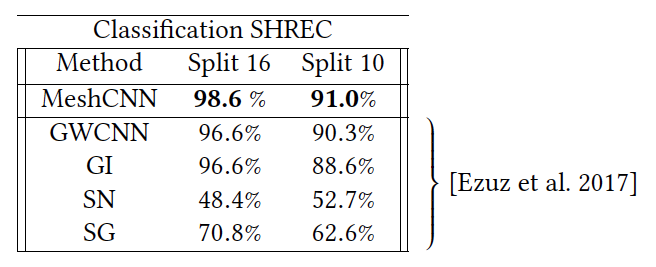 Classification SHREC
Method Split 16 Split 10
MeshCNN 98.6 % 91.0%
GWCNN 96.6% 90.3%
GI 96.6% 88.6%
[Ezuz et al. 2017]
SN 48.4% 52.7%
SG 70.8% 62.6%